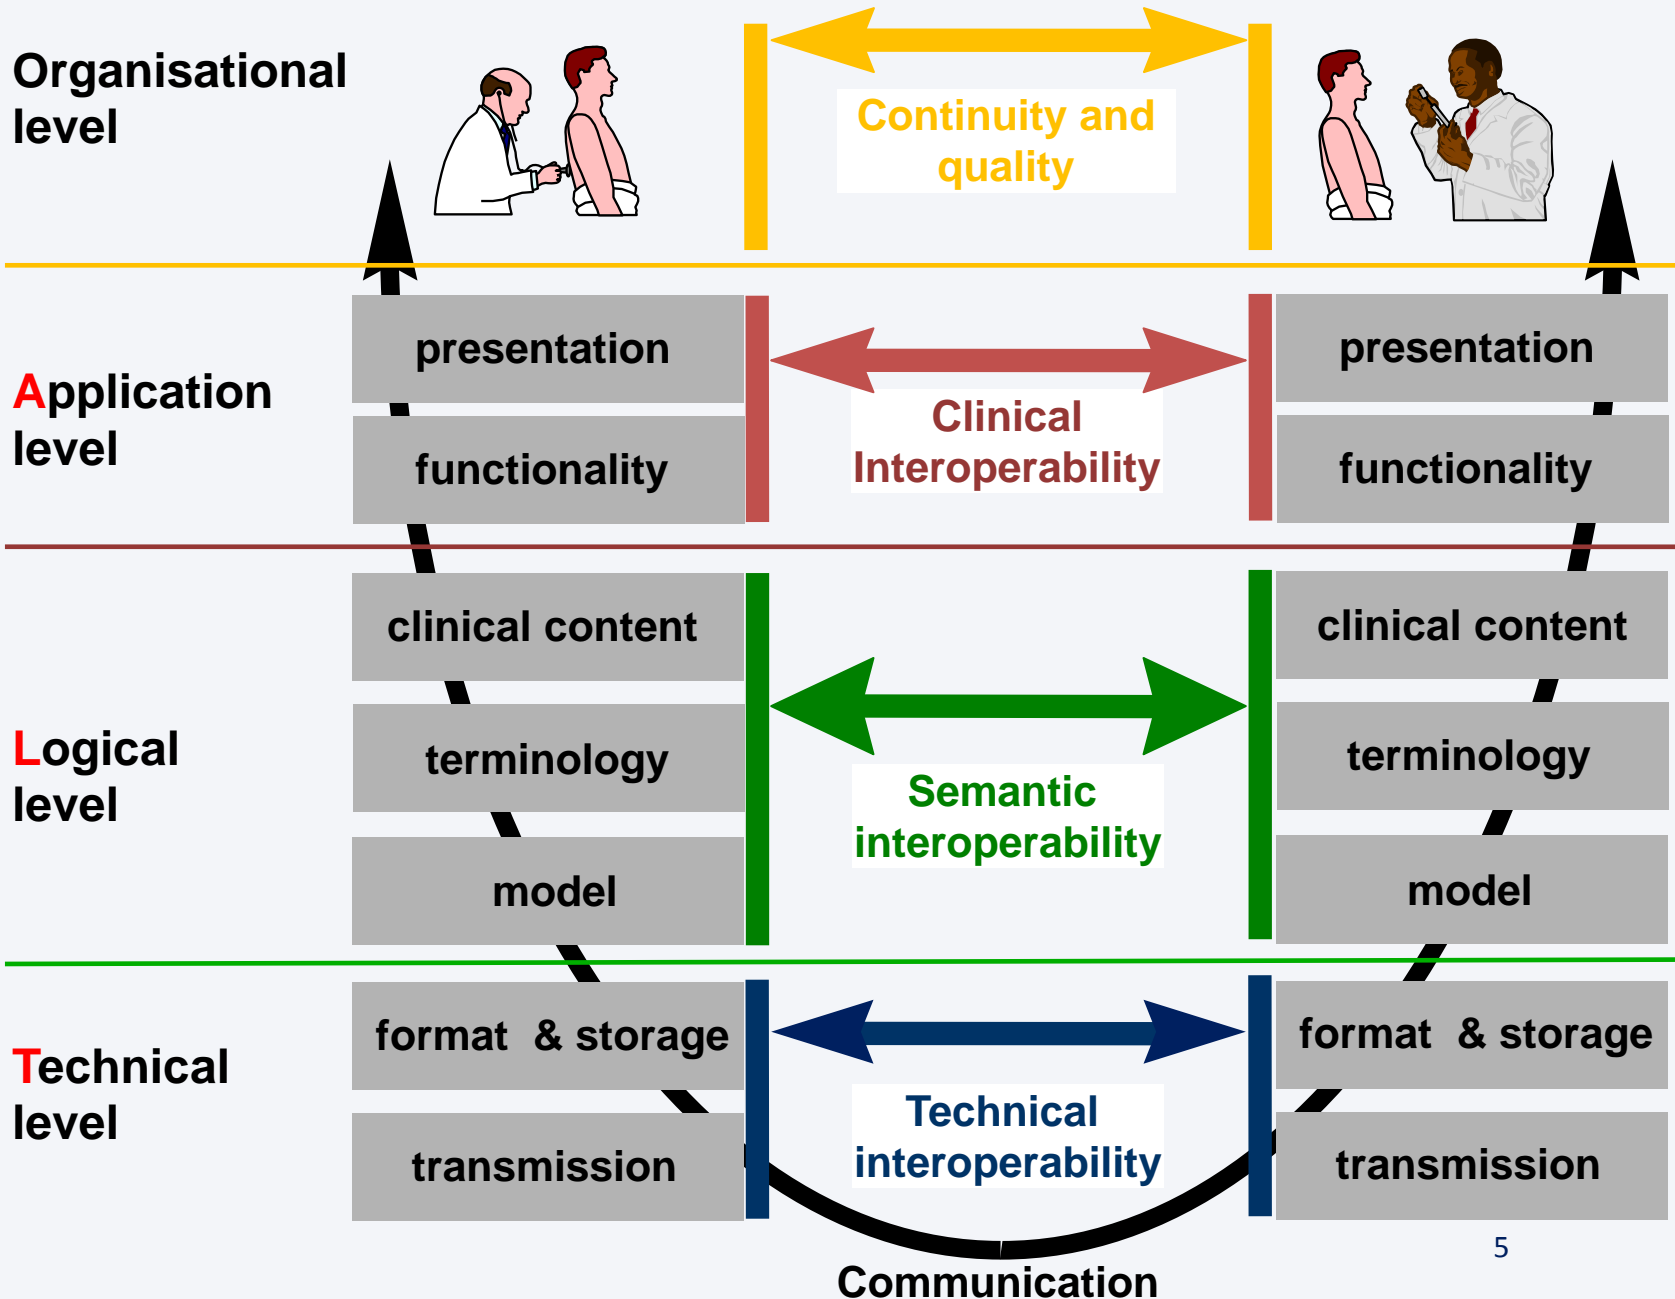 Organisational
level
Continuity and
quality
Application
level
presentation
functionality
Clinical
Interoperability
presentation
functionality
Logical
level
clinical content
terminology
model
Semantic
interoperability
clinical content
terminology
model
Technical
level
format & storage
transmission
Technical
interoperability
format & storage
transmission
Communication
5